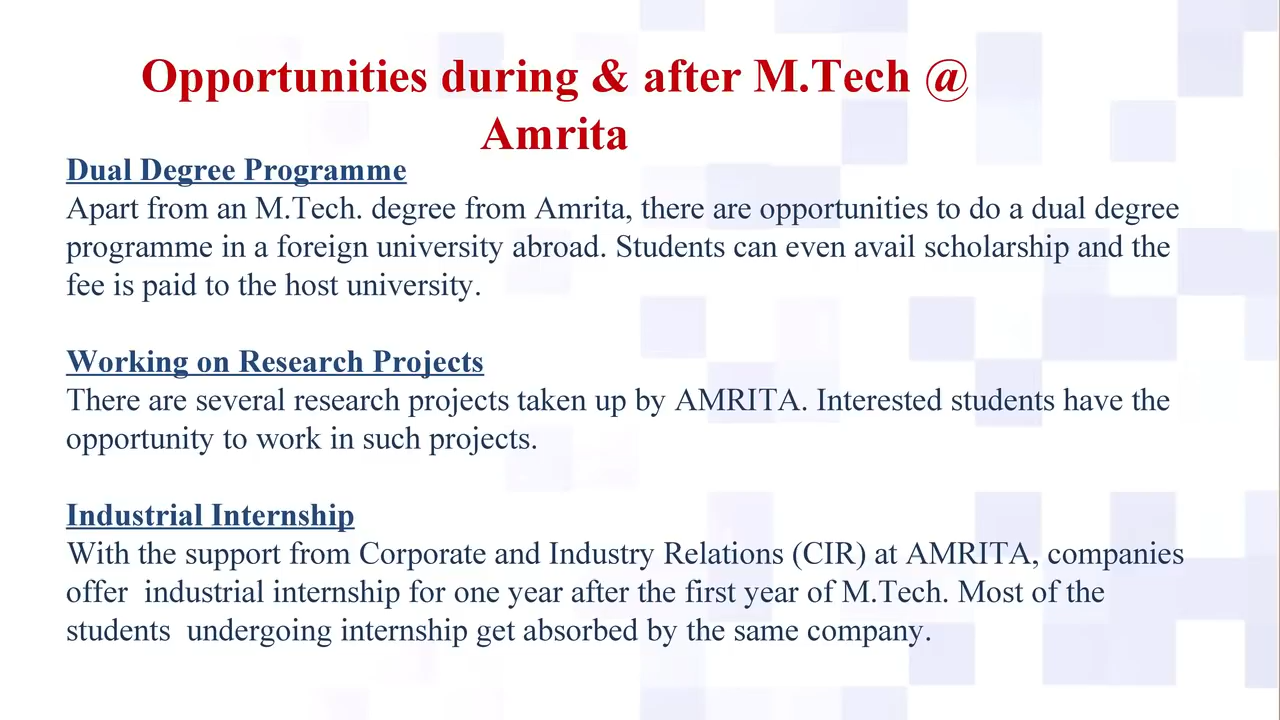 Opportunities during & after M.Tech @
Amrita
Dual Degree Programme
Apart from an M.Tech. degree from Amrita, there are opportunities to do a dual degree
programme in a foreign university abroad. Students can even avail scholarship and the
fee is paid to the host university.
Working on Research Projects
There are several research projects taken up by AMRITA. Interested students have the
opportunity to work in such projects.
Industrial Internship
With the support from Corporate and Industry Relations (CIR) at AMRITA, companies
offer  industrial internship for one year after the first year of M.Tech. Most of the
students  undergoing internship get absorbed by the same company.